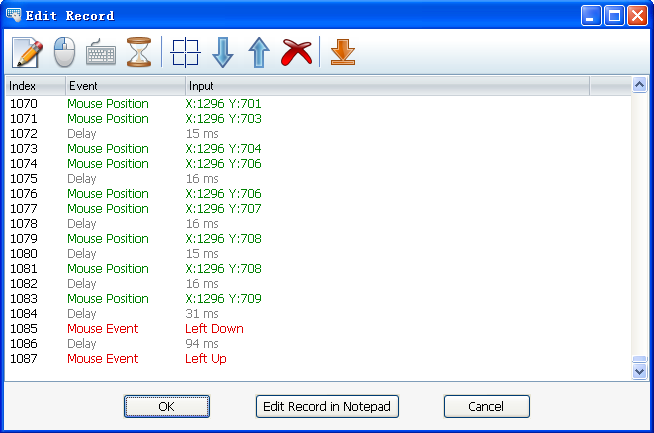 Edit Record
Index Event Input
1070 Mouse Position X:1296 Y:701
1071 Mouse Position X:1296 Y:703
1072 Delay 15 ms
1073 Mouse Position X:1296 Y:704
1074 Mouse Position X:1296 Y:706
1075 Delay 16 ms
1076 Mouse Position X:1296 Y:706
1077 Mouse Position X:1296 Y:707
1078 Delay 16 ms
1079 Mouse Position X:1296 Y:708
1080 Delay 15 ms
1081 Mouse Position X:1296 Y:708
1082 Delay 16 ms
1083 Mouse Position X:1296 Y:709
1084 Delay 31 ms
1085 Mouse Event Left Down
1086 Delay 94 ms
1087 Mouse Event Left Up
OK Edit Record in Notepad Cancel